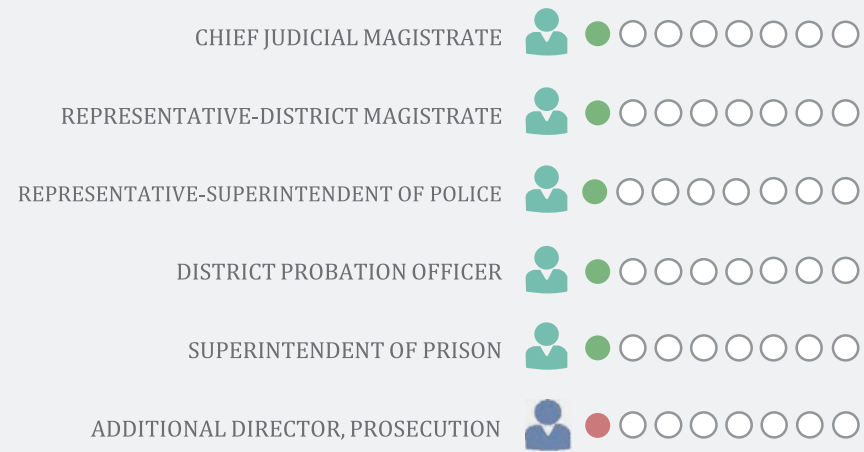 CHIEF JUDICIAL MAGISTRATE
REPRESENTATIVE-DISTRICT MAGISTRATE
REPRESENTATIVE-SUPERINTENDENT OF POLICE
DISTRICT PROBATION OFFICER
SUPERINTENDENT OF PRISON
ADDITIONAL DIRECTOR, PROSECUTION